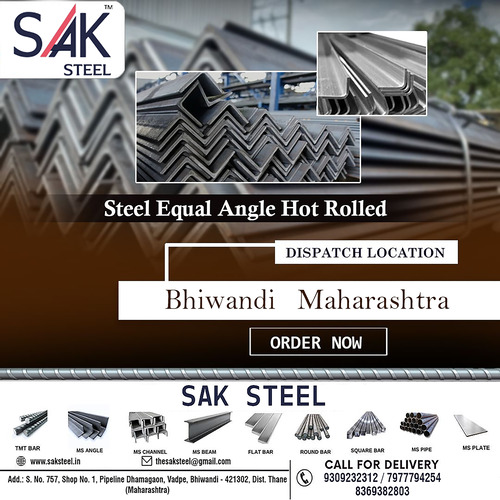 SAK™
STEEL
Steel Equal Angle Hot Rolled
DISPATCH LOCATION
Bhiwandi Maharashtra
ORDER NOW
SAK STEEL
TMT BAR
MS ANGLE
MS CHANNEL
MS BEAM
FLAT BAR
ROUND BAR
SQUARE BAR
MS PIPE
MS PLATE
www.saksteel.in
thesaksteel@gmail.com
Add.: S. No. 757, Shop No. 1, Pipeline Dhamagaon, Vadpe, Bhiwandi - 421302, Dist. Thane
(Maharashtra)
CALL FOR DELIVERY
9309232312 / 7977794254
8369382803